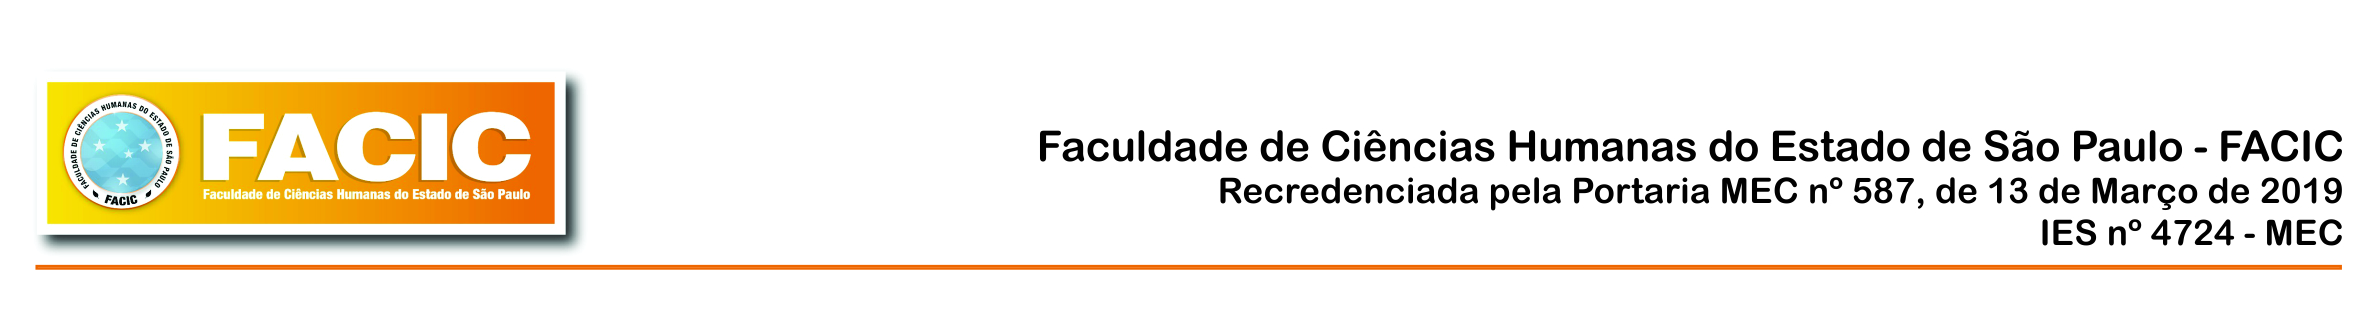 FACULDADE DE CIÊNCIAS HUMANAS DO ESTADO DE SÃO PAULO
FACIC
FACIC
Faculdade de Ciências Humanas do Estado de São Paulo
Faculdade de Ciências Humanas do Estado de São Paulo - FACIC
Recredenciada pela Portaria MEC nº 587, de 13 de Março de 2019
IES nº 4724 - MEC